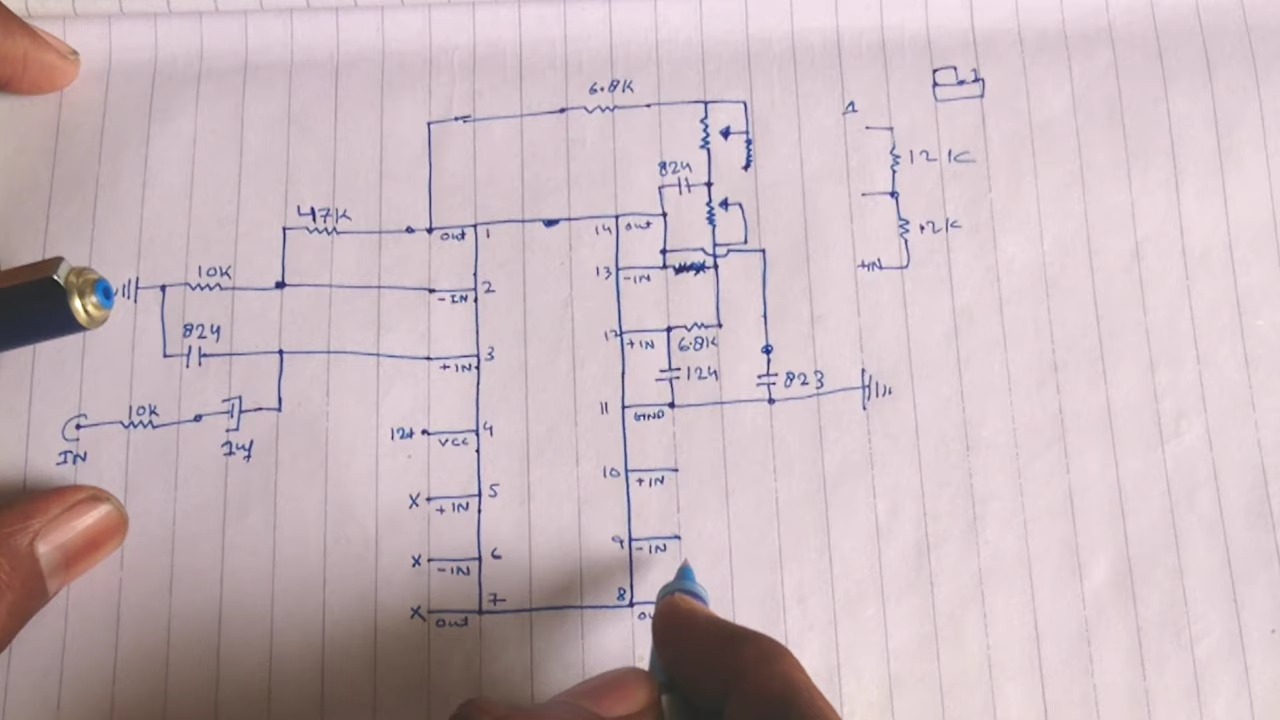 6.8K
1
12K
47K
out
1
14
out
824
12K
10K
-IN
2
13
-IN
+IN
824
+IN
3
12
+IN
6.8K
124
823
10K
IN
12+
VCC
4
11
GND
X
+IN
5
10
+IN
X
-IN
6
9
-IN
X
out
7
8